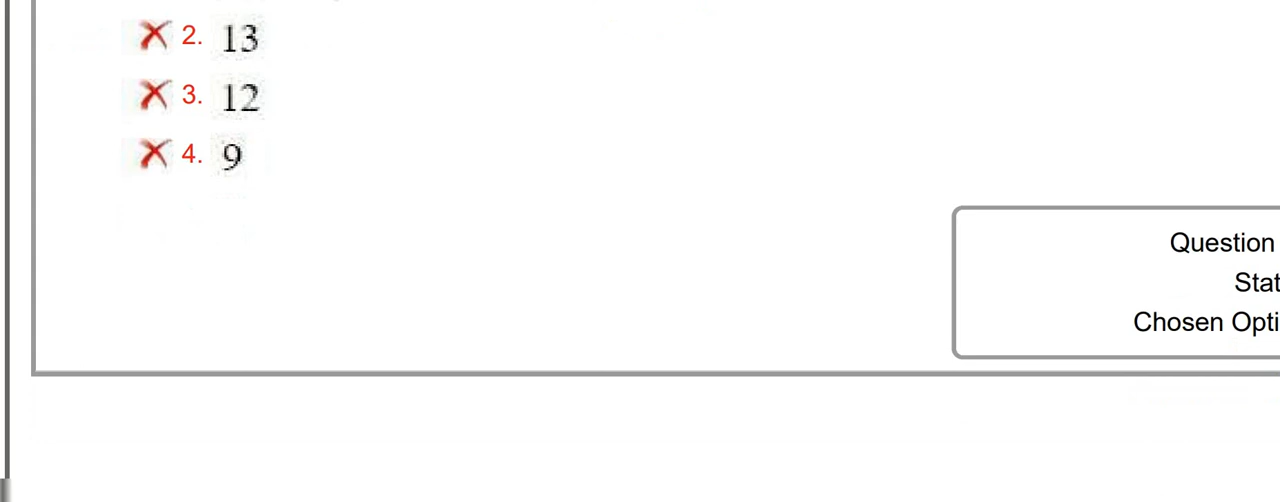 2. 13
3. 12
4. 9
Question
Stat
Chosen Opti